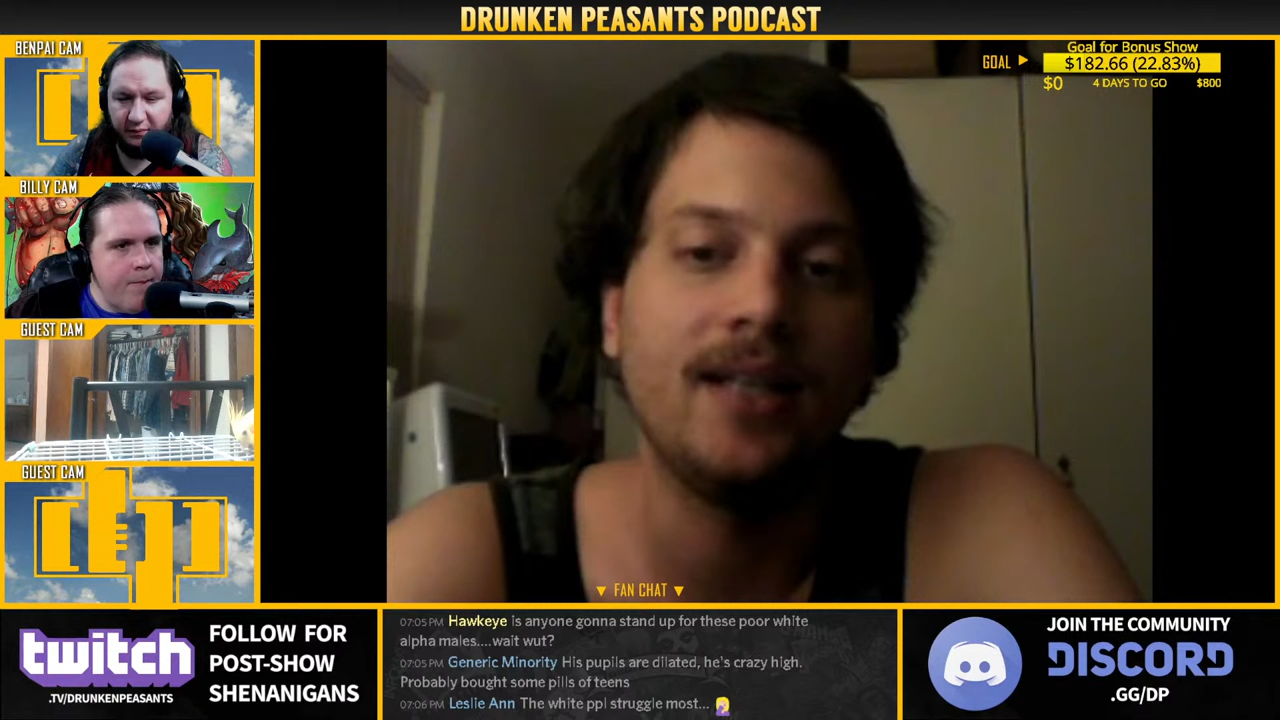 DRUNKEN PEASANTS PODCAST
BENPAI CAM
BILLY CAM
GUEST CAM
GUEST CAM
Goal for Bonus Show
GOAL ▶
$182.66 (22.83%)
$0 4 DAYS TO GO $800
▼ FAN CHAT ▼
07:05 PM Hawkeye is anyone gonna stand up for these poor white
alpha males....wait wut?
07:05 PM Generic Minority His pupils are dilated, he's crazy high.
Probably bought some pills of teens
07:06 PM Leslie Ann The white ppl struggle most... 🤦‍♀️
twitch
.TV/DRUNKENPEASANTS
FOLLOW FOR
POST-SHOW
SHENANIGANS
JOIN THE COMMUNITY
DISCORD
.GG/DP